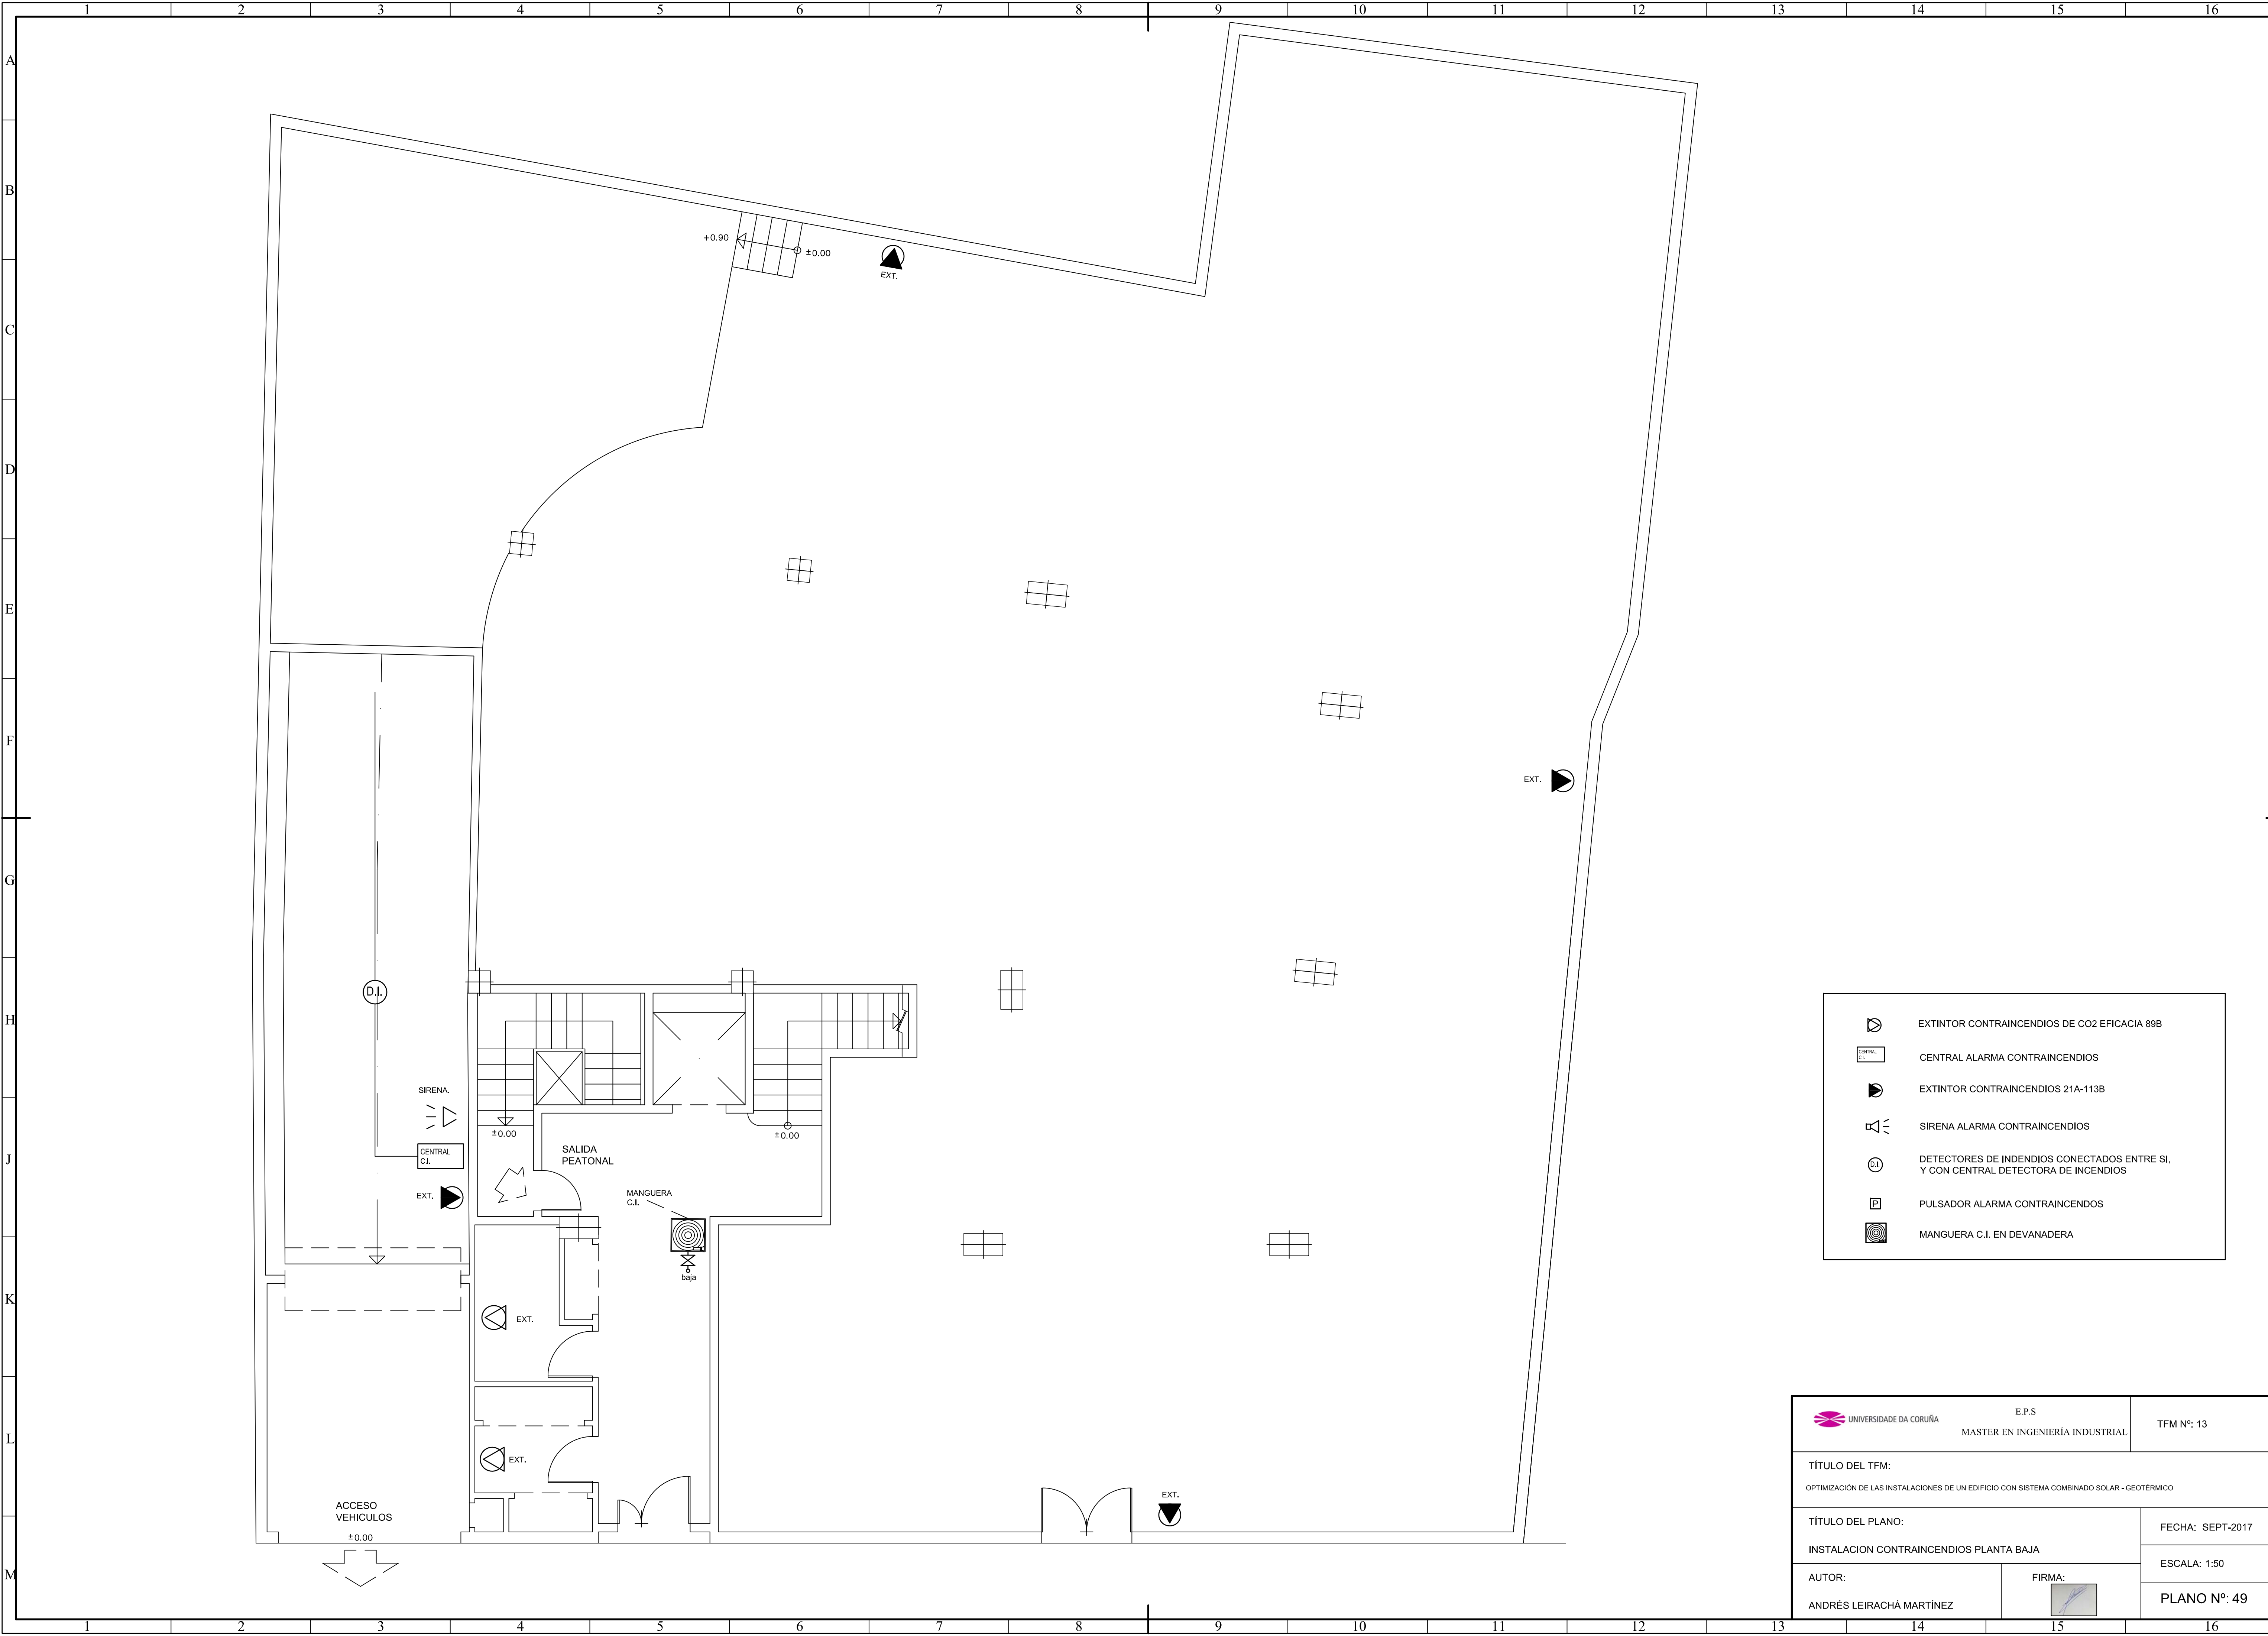 1 2 3 4 5 6 7 8 9 10 11 12 13 14 15 16
A
B
C
D
E
F
G
H
J
K
L
M
+0.90
±0.00
EXT.
EXT.
D.I.
SIRENA.
CENTRAL
C.I.
EXT.
±0.00
±0.00
SALIDA
PEATONAL
MANGUERA
C.I.
baja
EXT.
EXT.
EXT.
ACCESO
VEHICULOS
±0.00
EXTINTOR CONTRAINCENDIOS DE CO2 EFICACIA 89B
CENTRAL
C.I.
CENTRAL ALARMA CONTRAINCENDIOS
EXTINTOR CONTRAINCENDIOS 21A-113B
SIRENA ALARMA CONTRAINCENDIOS
D.I.
DETECTORES DE INDENDIOS CONECTADOS ENTRE SI,
Y CON CENTRAL DETECTORA DE INCENDIOS
P
PULSADOR ALARMA CONTRAINCENDOS
MANGUERA C.I. EN DEVANADERA
UNIVERSIDADE DA CORUÑA
E.P.S
MASTER EN INGENIERÍA INDUSTRIAL
TFM Nº: 13
TÍTULO DEL TFM:
OPTIMIZACIÓN DE LAS INSTALACIONES DE UN EDIFICIO CON SISTEMA COMBINADO SOLAR - GEOTÉRMICO
TÍTULO DEL PLANO:
INSTALACION CONTRAINCENDIOS PLANTA BAJA
FECHA: SEPT-2017
ESCALA: 1:50
AUTOR:
ANDRÉS LEIRACHÁ MARTÍNEZ
FIRMA:
PLANO Nº: 49
1 2 3 4 5 6 7 8 9 10 11 12 13 14 15 16